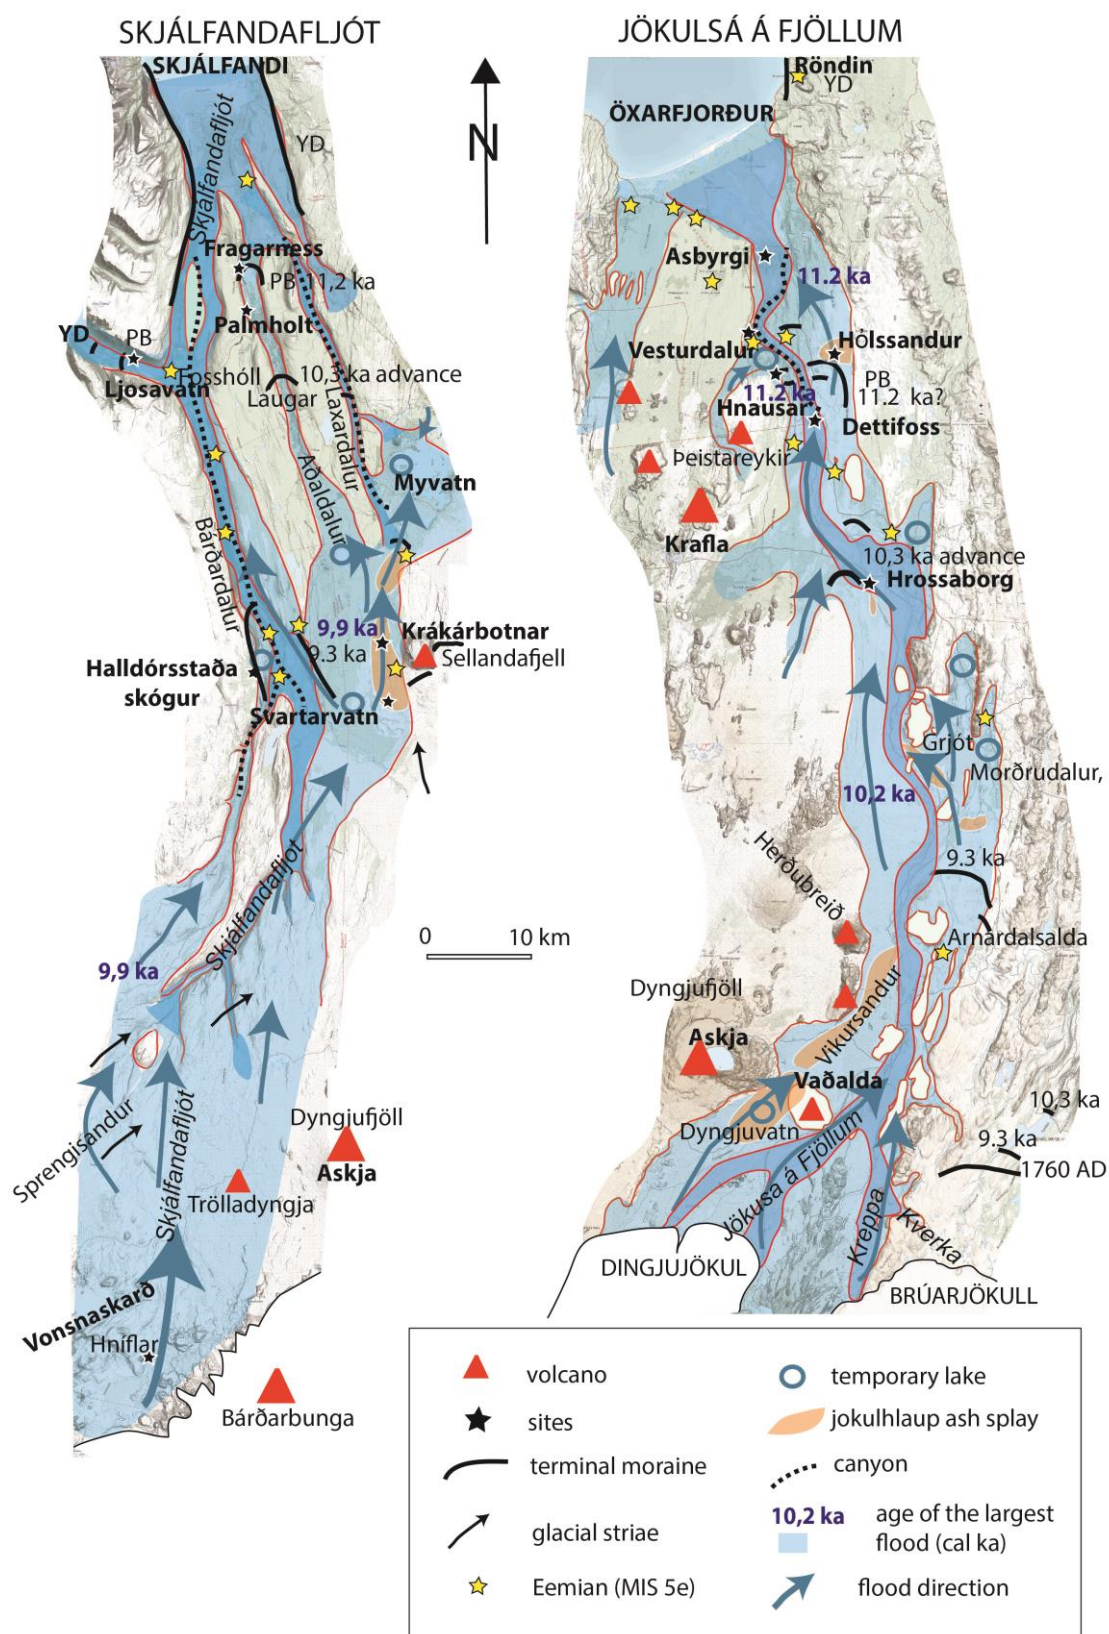 SKJÁLFANDAFLJÓT
SKJÁLFANDI
Skjálfandafljót
YD
N
Fragarness
PB 11,2 ka
Palmholt
YD
PB
Ljosavatn
Fosshóll
10,3 ka advance
Laugar
Laxardalur
Myvatn
Aðaldalur
Bárðardalur
9,9 ka
9.3 ka
Krákárbotnar
Sellandafjell
Halldórsstaða
skógur
Svartarvatn
Skjálfandafljót
0 10 km
9,9 ka
Sprengisandur
Skjálfandafljót
Dyngjufjöll
Askja
Trölladyngja
Vonsnaskarð
Hníflar
Bárðarbunga
JÖKULSÁ Á FJÖLLUM
Röndin
YD
ÖXARFJORÐUR
Asbyrgi
11.2 ka
Vesturdalur
Hólssandur
PB
11.2 ka?
11.2 ka
Hnausar
Dettifoss
Þeistareykir
Krafla
10,3 ka advance
Hrossaborg
Grjót
Morðrudalur,
10,2 ka
Herðubreið
9.3 ka
Arnardalsalda
Dyngjufjöll
Askja
Vikursandur
Vaðalda
10,3 ka
Dyngjuvatn
9.3 ka
1760 AD
Jökusa á Fjöllum
Kreppa
Kverka
DINGJUJÖKUL
BRÚARJÖKULL
volcano
sites
terminal moraine
glacial striae
Eemian (MIS 5e)
temporary lake
jokulhlaup ash splay
canyon
10,2 ka age of the largest
flood (cal ka)
flood direction